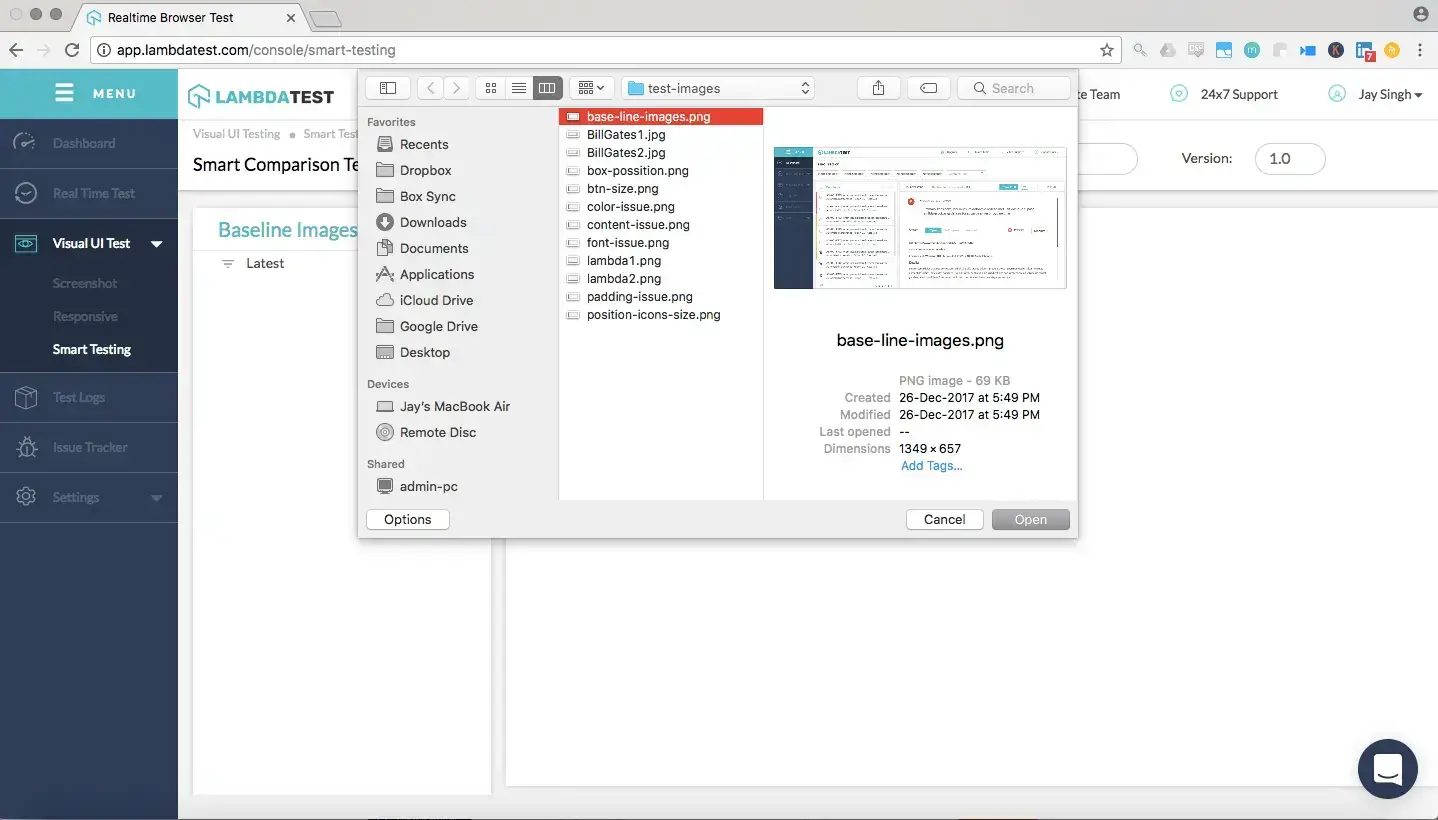 Realtime Browser Test
app.lambdatest.com/console/smart-testing
7
MENU
LAMBDATEST
test-images
Search
te Team
24x7 Support
Jay Singh
Dashboard
Real Time Test
Visual UI Test
Screenshot
Responsive
Smart Testing
Test Logs
Issue Tracker
Settings
Visual UI Testing
Smart Test
Smart Comparison Te
Version:
1.0
Baseline Images
Latest
Favorites
Recents
Dropbox
Box Sync
Downloads
Documents
Applications
iCloud Drive
Google Drive
Desktop
Devices
Jay's MacBook Air
Remote Disc
Shared
admin-pc
base-line-images.png
BillGates1.jpg
BillGates2.jpg
box-possition.png
btn-size.png
color-issue.png
content-issue.png
font-issue.png
lambda1.png
lambda2.png
padding-issue.png
position-icons-size.png
base-line-images.png
PNG image - 69 KB
Created 26-Dec-2017 at 5:49 PM
Modified 26-Dec-2017 at 5:49 PM
Last opened --
Dimensions 1349 × 657
Add Tags...
Options
Cancel
Open